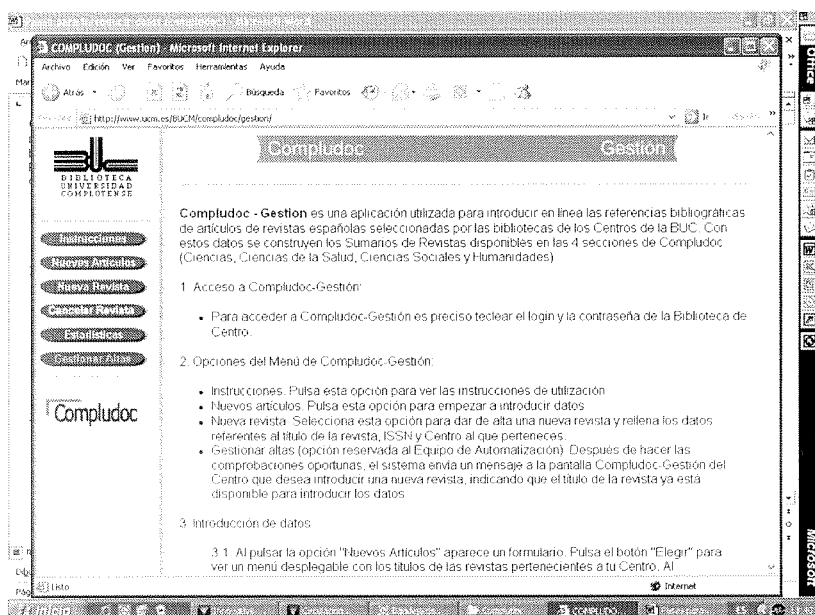 COMPLUDOC (Gestion) - Microsoft Internet Explorer
Archivo Edición Ver Favoritos Herramientas Ayuda
Atrás Búsqueda Favoritos
http://www.ucm.es/BUCM/compludoc/gestion/ Ir
Compludoc Gestion
BIBLIOTECA
UNIVERSIDAD
COMPLUTENSE
Instrucciones
Nuevos Artículos
Nueva Revista
Cancelar Revista
Estadísticas
Gestionar Altas
Compludoc
Compludoc - Gestion es una aplicación utilizada para introducir en línea las referencias bibliográficas
de artículos de revistas españolas seleccionadas por las bibliotecas de los Centros de la BUC. Con
estos datos se construyen los Sumarios de Revistas disponibles en las 4 secciones de Compludoc
(Ciencias, Ciencias de la Salud, Ciencias Sociales y Humanidades)
1. Acceso a Compludoc-Gestión:
• Para acceder a Compludoc-Gestión es preciso teclear el login y la contraseña de la Biblioteca de
Centro.
2. Opciones del Menú de Compludoc-Gestión:
• Instrucciones. Pulsa esta opción para ver las instrucciones de utilización
• Nuevos artículos. Pulsa esta opción para empezar a introducir datos
• Nueva revista. Selecciona esta opción para dar de alta una nueva revista y rellena los datos
referentes al título de la revista, ISSN y Centro al que perteneces.
• Gestionar altas (opción reservada al Equipo de Automatización). Después de hacer las
comprobaciones oportunas, el sistema envía un mensaje a la pantalla Compludoc-Gestión del
Centro que desea introducir una nueva revista, indicando que el título de la revista ya está
disponible para introducir los datos
3. Introducción de datos
3.1. Al pulsar la opción "Nuevos Artículos" aparece un formulario. Pulsa el botón "Elegir" para
ver un menú desplegable con los títulos de las revistas pertenecientes a tu Centro. Al
Listo Internet
Inicio COMPLUDO... ES
Office
Microsoft